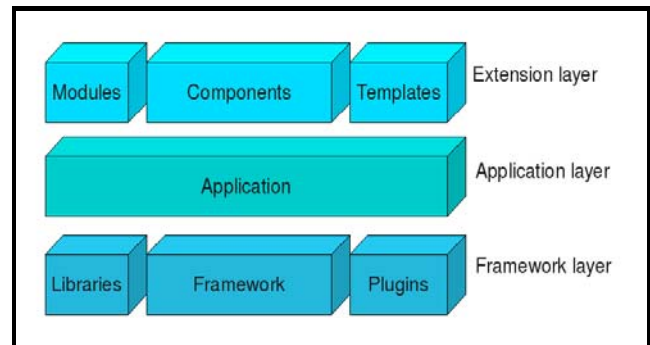 Modules Components Templates Extension layer
Application Application layer
Libraries Framework Plugins Framework layer